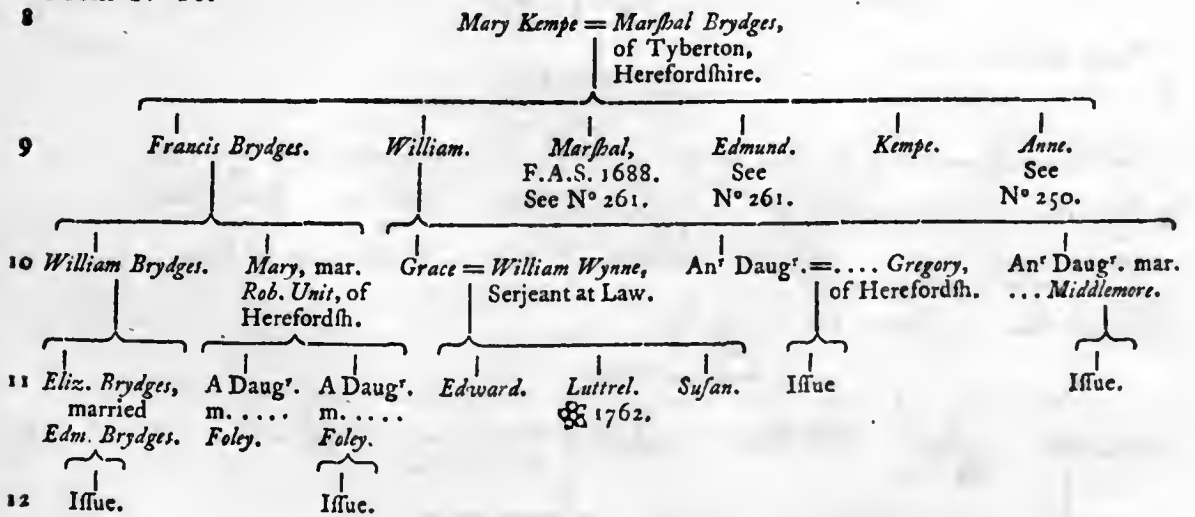 8 Mary Kempe = Marſhal Brydges,
of Tyberton,
Herefordſhire.
9 Francis Brydges. William. Marſhal, Edmund. Kempe. Anne.
F.A.S. 1688. See See
See Nº 261. Nº 261. Nº 250.
10 William Brydges. Mary, mar. Grace = William Wynne, Anʳ Daugʳ. = .... Gregory, Anʳ Daugʳ. mar.
Rob. Unit, of Serjeant at Law. of Herefordſh. ... Middlemore.
Herefordſh.
11 Eliz. Brydges, A Daugʳ. A Daugʳ. Edward. Luttrel. Suſan. Iſſue Iſſue.
married m..... m..... 1762.
Edm. Brydges. Foley. Foley.
12 Iſſue. Iſſue.